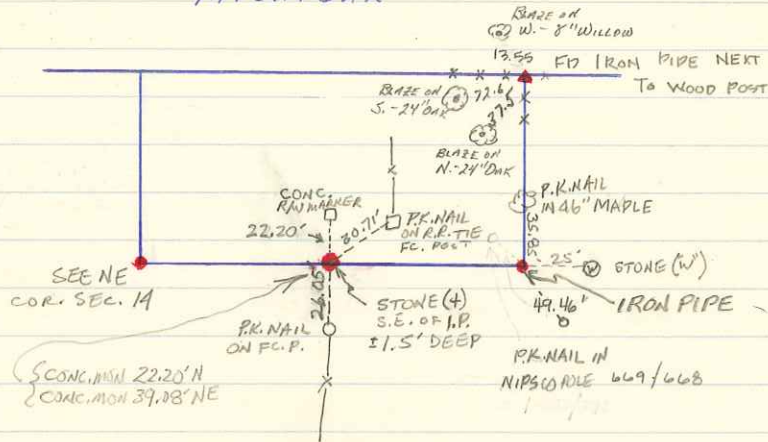 BLAZE ON
W.-8" WILLOW
13.55
FD IRON PIPE NEXT
TO WOOD POST
BLAZE ON
S.-24" OAK
72.6
37.5
BLAZE ON
N.-24" OAK
CONC.
R/W MARKER
22.20'
P.K. NAIL
ON R.R. TIE
FC. POST
P.K. NAIL
IN 46" MAPLE
35.85'
25'
STONE ("W")
SEE NE
COR. SEC. 14
26.05'
STONE (+)
S.E. OF I.P.
±1.5' DEEP
IRON PIPE
49.46'
P.K. NAIL
ON FC. P.
P.K. NAIL IN
NIPSCO POLE 669/668
CONC. MON 22.20' N
CONC. MON 39.08' NE